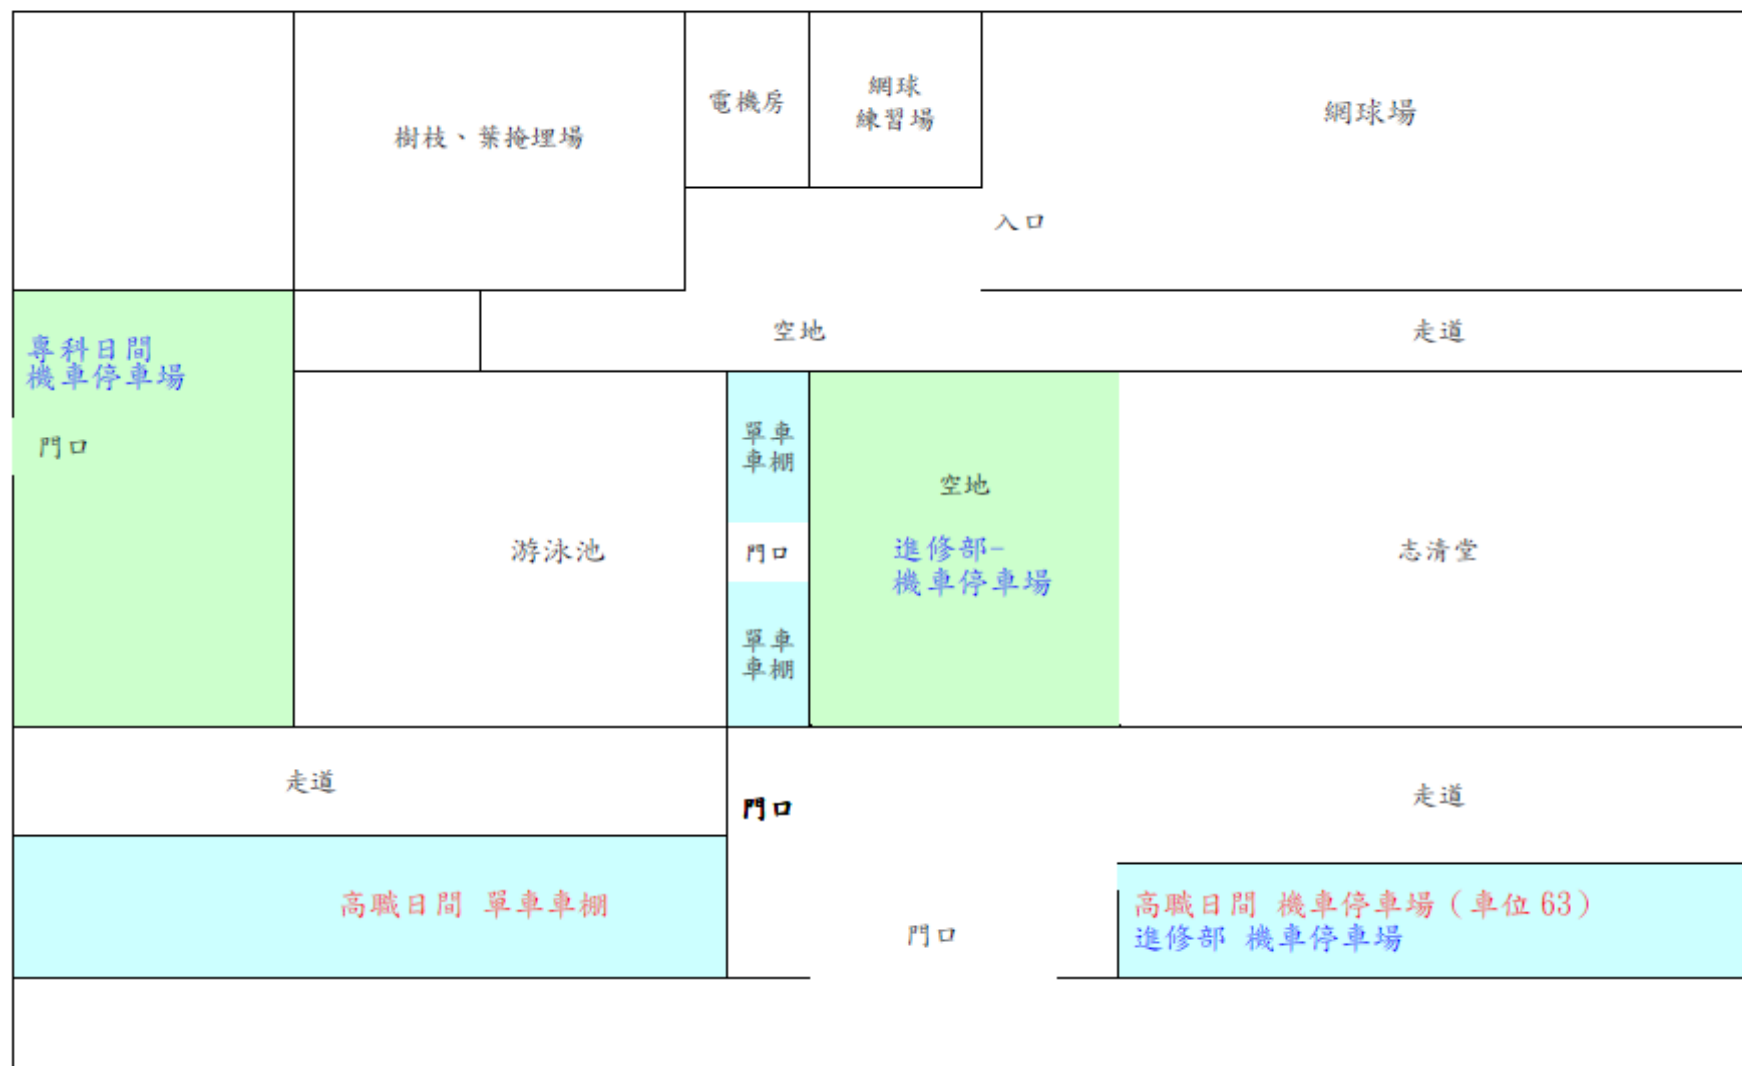 電機房
網球
練習場
網球場
樹枝、葉掩埋場
入口
專科日間
機車停車場
門口
空地
走道
單車
車棚
門口
單車
車棚
游泳池
空地
進修部-
機車停車場
志清堂
走道
門口
走道
高職日間 單車車棚
門口
高職日間 機車停車場（車位63）
進修部 機車停車場